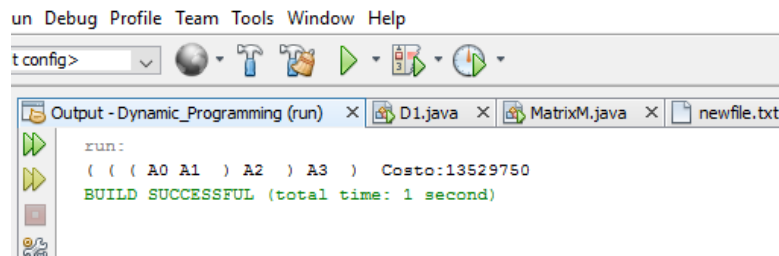 un Debug Profile Team Tools Window Help
t config>
Output - Dynamic_Programming (run) X D1.java X MatrixM.java X newfile.txt
run:
( ( ( A0 A1 ) A2 ) A3 ) Costo:13529750
BUILD SUCCESSFUL (total time: 1 second)